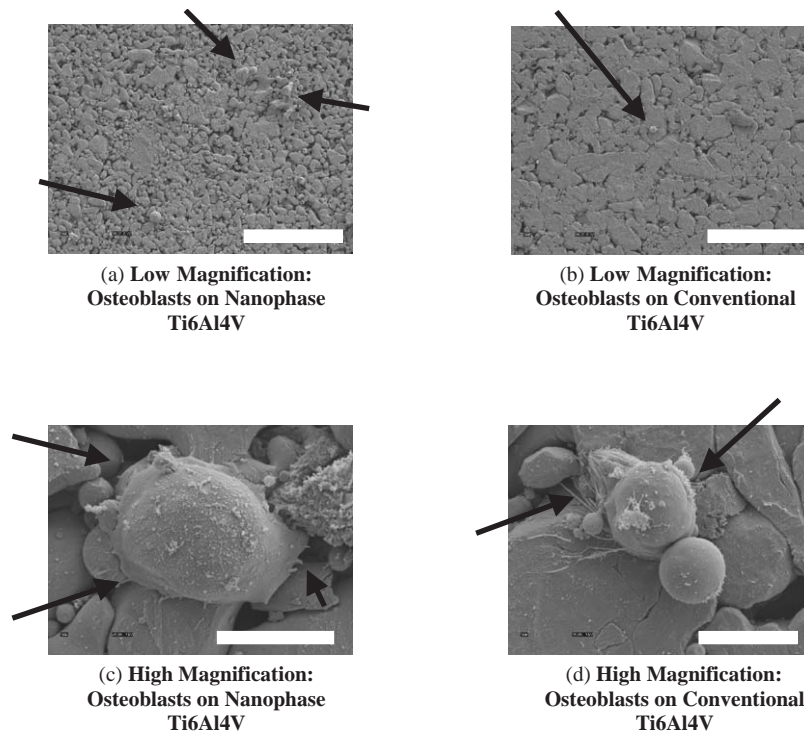 (a) Low Magnification:
Osteoblasts on Nanophase
Ti6Al4V
(b) Low Magnification:
Osteoblasts on Conventional
Ti6Al4V
(c) High Magnification:
Osteoblasts on Nanophase
Ti6Al4V
(d) High Magnification:
Osteoblasts on Conventional
Ti6Al4V